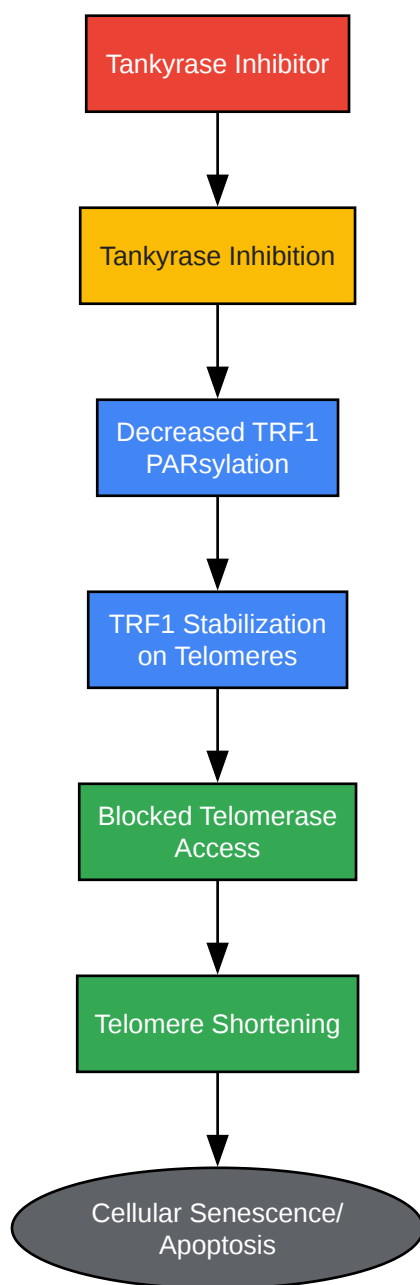 Tankyrase Inhibitor
Tankyrase Inhibition
Decreased TRF1
PARsylation
TRF1 Stabilization
on Telomeres
Blocked Telomerase
Access
Telomere Shortening
Cellular Senescence/
Apoptosis